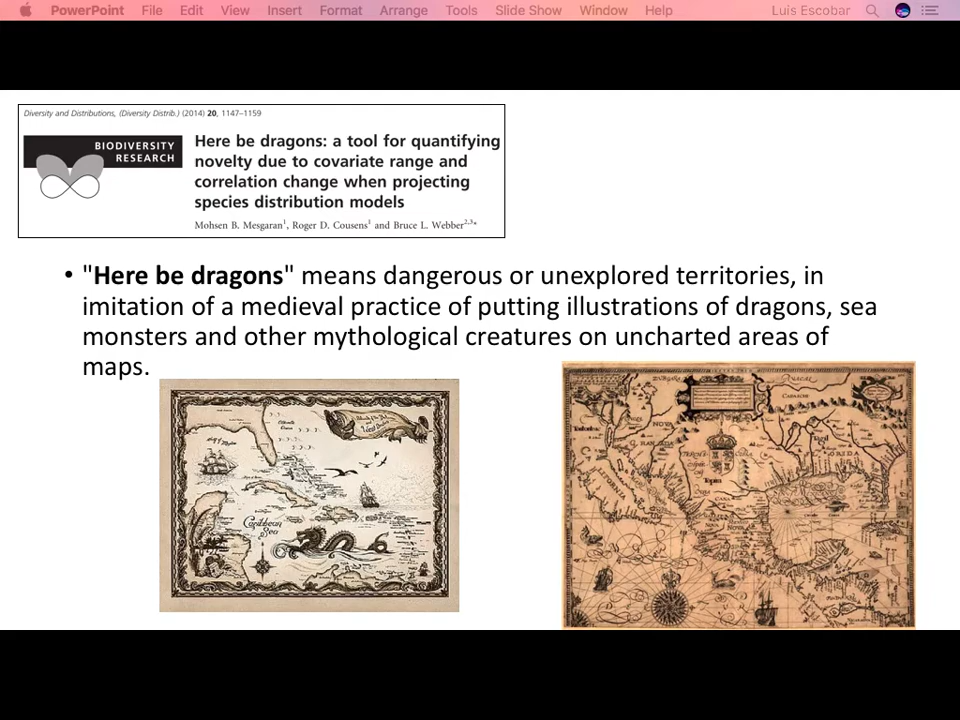 PowerPoint File Edit View Insert Format Arrange Tools Slide Show Window Help Luis Escobar
Diversity and Distributions, (Diversity Distrib.) (2014) 20, 1147–1159
BIODIVERSITY
RESEARCH
Here be dragons: a tool for quantifying
novelty due to covariate range and
correlation change when projecting
species distribution models
Mohsen B. Mesgaran1, Roger D. Cousens1 and Bruce L. Webber2,3*
• "Here be dragons" means dangerous or unexplored territories, in
imitation of a medieval practice of putting illustrations of dragons, sea
monsters and other mythological creatures on uncharted areas of
maps.
Caribbean
Sea